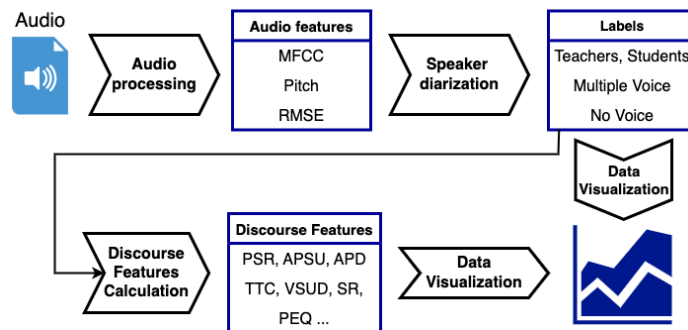 Audio
Audio
processing
Audio features
MFCC
Pitch
RMSE
Speaker
diarization
Labels
Teachers, Students
Multiple Voice
No Voice
Data
Visualization
Discourse
Features
Calculation
Discourse Features
PSR, APSU, APD
TTC, VSUD, SR,
PEQ ...
Data
Visualization